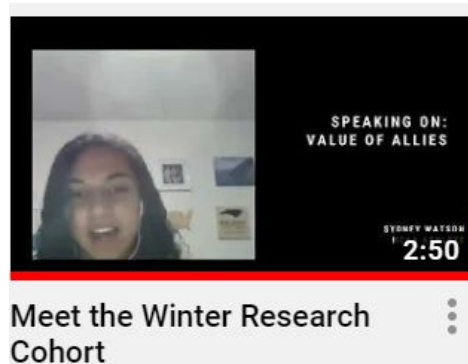 SPEAKING ON:
VALUE OF ALLIES
SYDNEY WATSON
2:50
Meet the Winter Research
Cohort